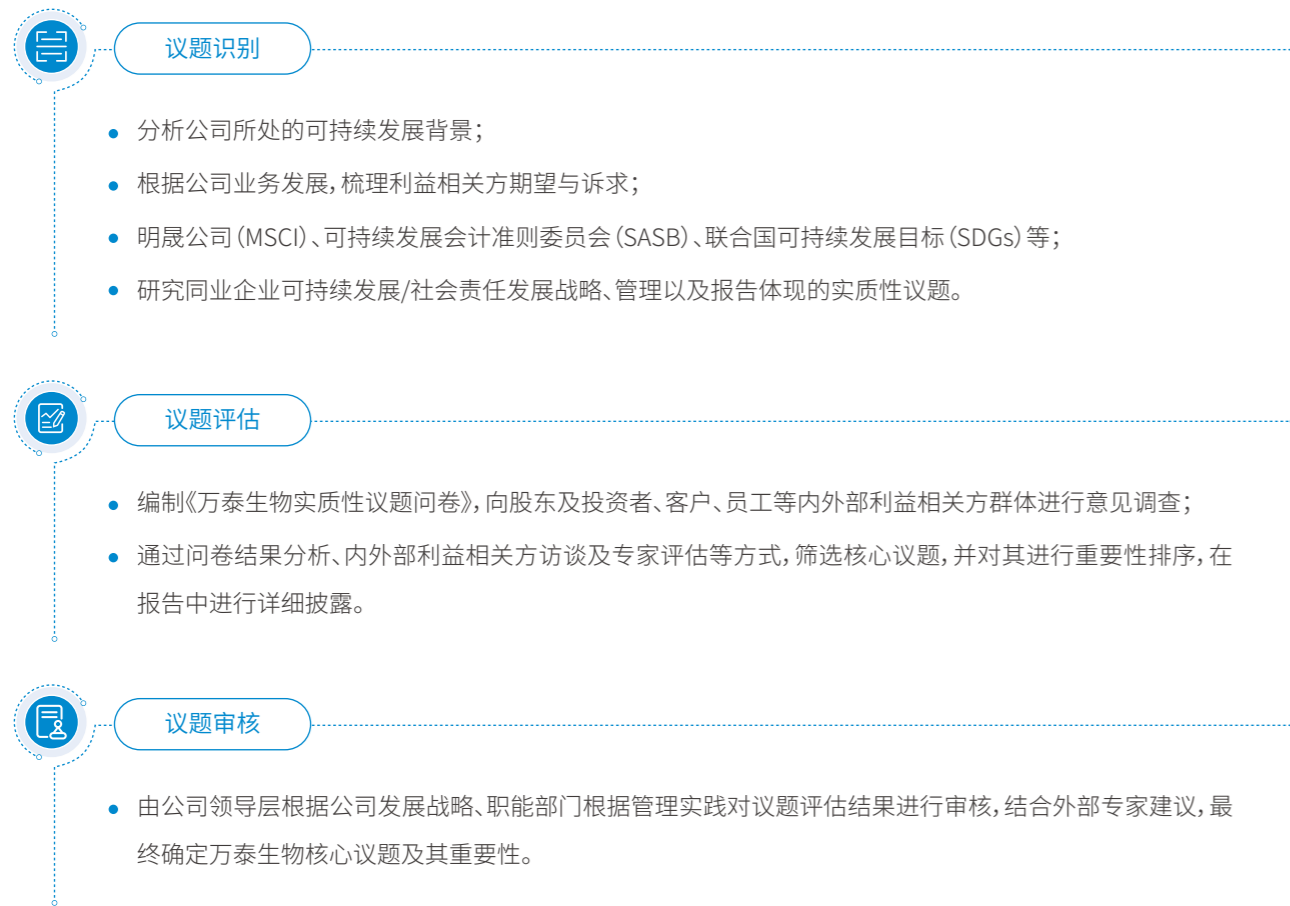 议题识别
分析公司所处的可持续发展背景；
根据公司业务发展，梳理利益相关方期望与诉求；
明晟公司（MSCI）、可持续发展会计准则委员会（SASB）、联合国可持续发展目标（SDGs）等；
研究同业企业可持续发展/社会责任发展战略、管理以及报告体现的实质性议题。
议题评估
编制《万泰生物实质性议题问卷》，向股东及投资者、客户、员工等内外部利益相关方群体进行意见调查；
通过问卷结果分析、内外部利益相关方访谈及专家评估等方式，筛选核心议题，并对其进行重要性排序，在
报告中进行详细披露。
议题审核
由公司领导层根据公司发展战略、职能部门根据管理实践对议题评估结果进行审核，结合外部专家建议，最
终确定万泰生物核心议题及其重要性。